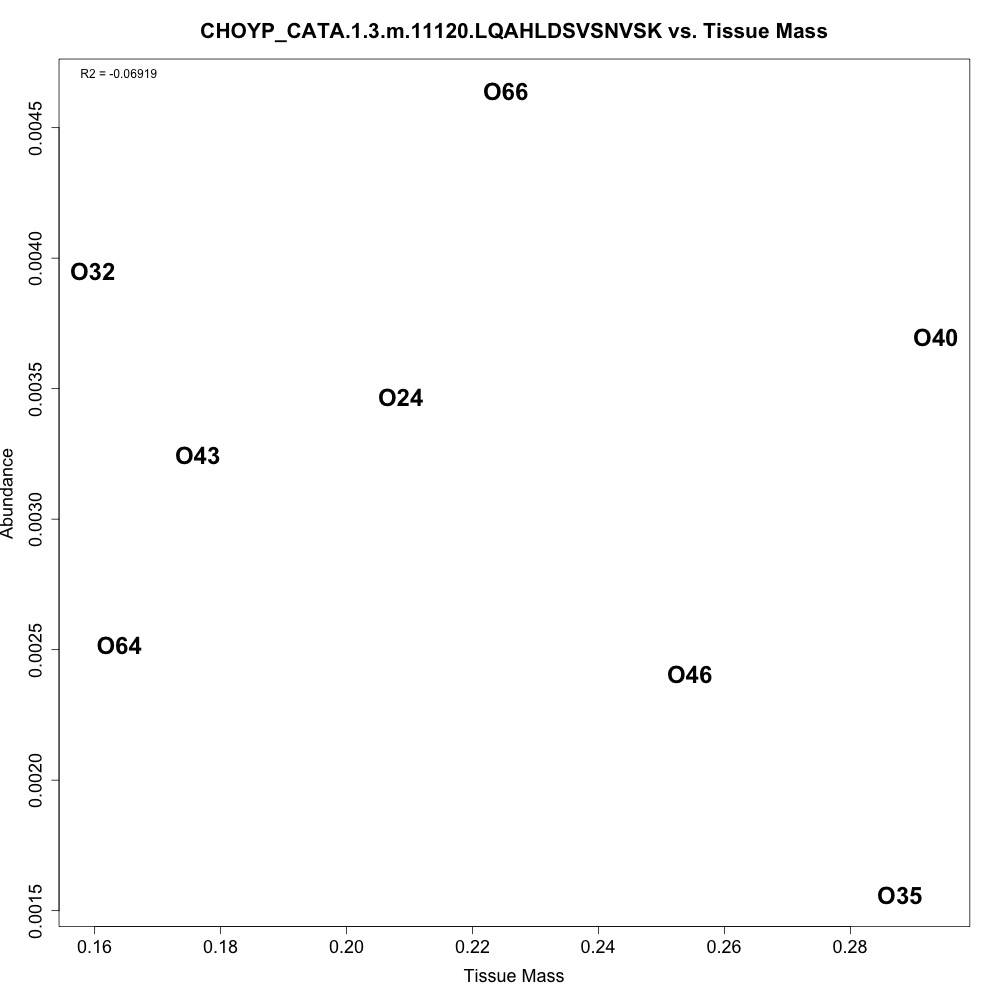 CHOYP_CATA.1.3.m.11120.LQAHLDSVSNVSK vs. Tissue Mass
R2 = -0.06919
O66
O32
O40
O24
O43
O64
O46
O35
Abundance
0.0045
0.0040
0.0035
0.0030
0.0025
0.0020
0.0015
0.16 0.18 0.20 0.22 0.24 0.26 0.28
Tissue Mass